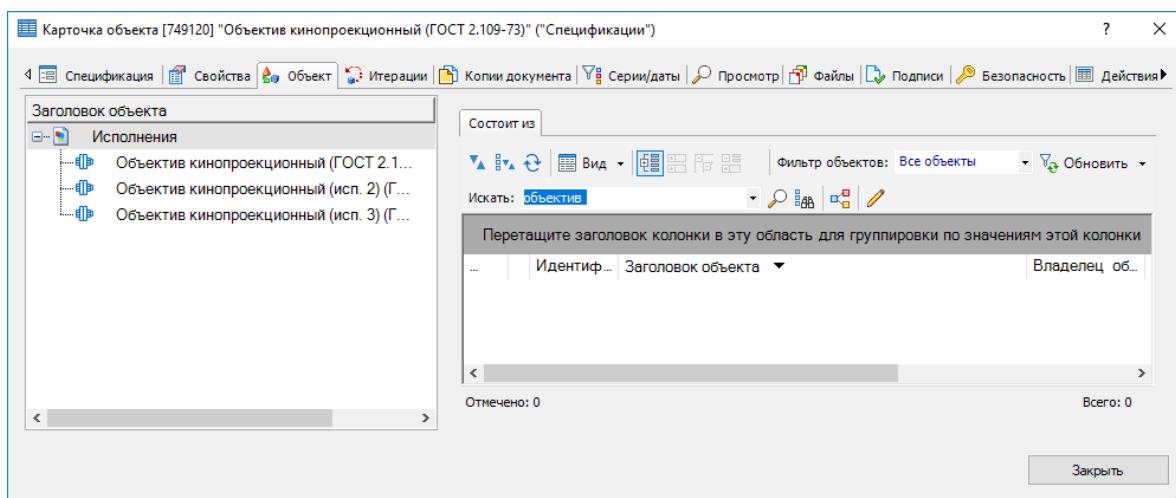 Карточка объекта [749120] "Объектив кинопроекционный (ГОСТ 2.109-73)" ("Спецификации") ?
Спецификация Свойства Объект Итерации Копии документа Серии/даты Просмотр Файлы Подписи Безопасность Действия
Заголовок объекта
Исполнения
Объектив кинопроекционный (ГОСТ 2.1...
Объектив кинопроекционный (исп. 2) (Г...
Объектив кинопроекционный (исп. 3) (Г...
Состоит из
Вид Фильтр объектов: Все объекты Обновить
Искать: объектив
Перетащите заголовок колонки в эту область для группировки по значениям этой колонки
... Идентиф... Заголовок объекта Владелец об...
Отмечено: 0 Всего: 0
Закрыть